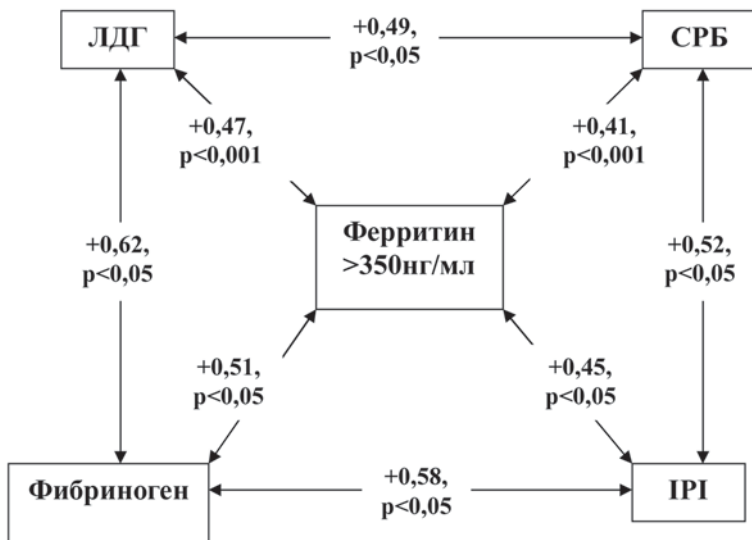 ЛДГ
+0,49,
p<0,05
СРБ
+0,47,
p<0,001
+0,41,
p<0,001
Ферритин
>350нг/мл
+0,62,
p<0,05
+0,52,
p<0,05
+0,51,
p<0,05
+0,45,
p<0,05
Фибриноген
+0,58,
p<0,05
IPI